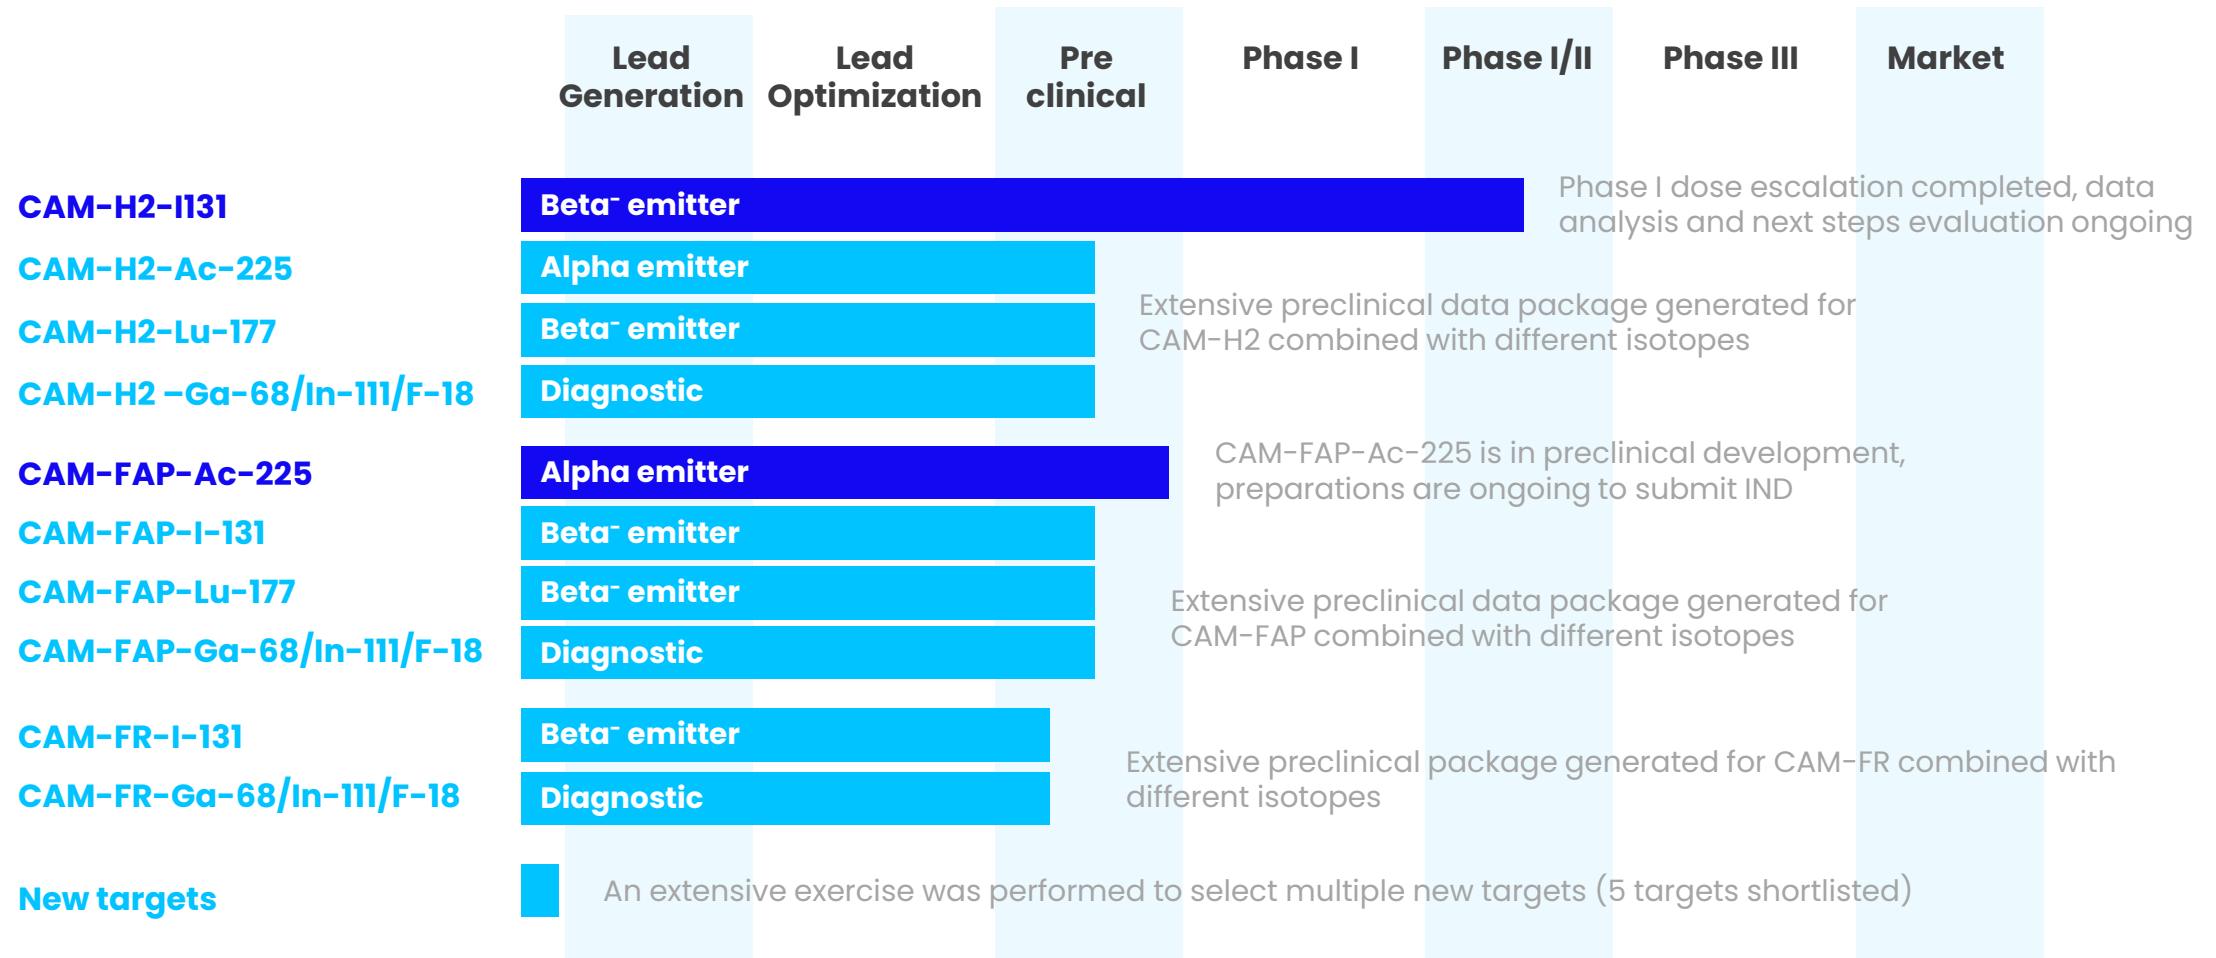 Lead
Generation
Lead
Optimization
Pre
clinical
Phase I
Phase I/II
Phase III
Market
CAM-H2-I131
Beta⁻ emitter
Phase I dose escalation completed, data
analysis and next steps evaluation ongoing
CAM-H2-Ac-225
Alpha emitter
CAM-H2-Lu-177
Beta⁻ emitter
Extensive preclinical data package generated for
CAM-H2 combined with different isotopes
CAM-H2 –Ga-68/In-111/F-18
Diagnostic
CAM-FAP-Ac-225
Alpha emitter
CAM-FAP-Ac-225 is in preclinical development,
preparations are ongoing to submit IND
CAM-FAP-I-131
Beta⁻ emitter
CAM-FAP-Lu-177
Beta⁻ emitter
Extensive preclinical data package generated for
CAM-FAP combined with different isotopes
CAM-FAP-Ga-68/In-111/F-18
Diagnostic
CAM-FR-I-131
Beta⁻ emitter
Extensive preclinical package generated for CAM-FR combined with
different isotopes
CAM-FR-Ga-68/In-111/F-18
Diagnostic
New targets
An extensive exercise was performed to select multiple new targets (5 targets shortlisted)